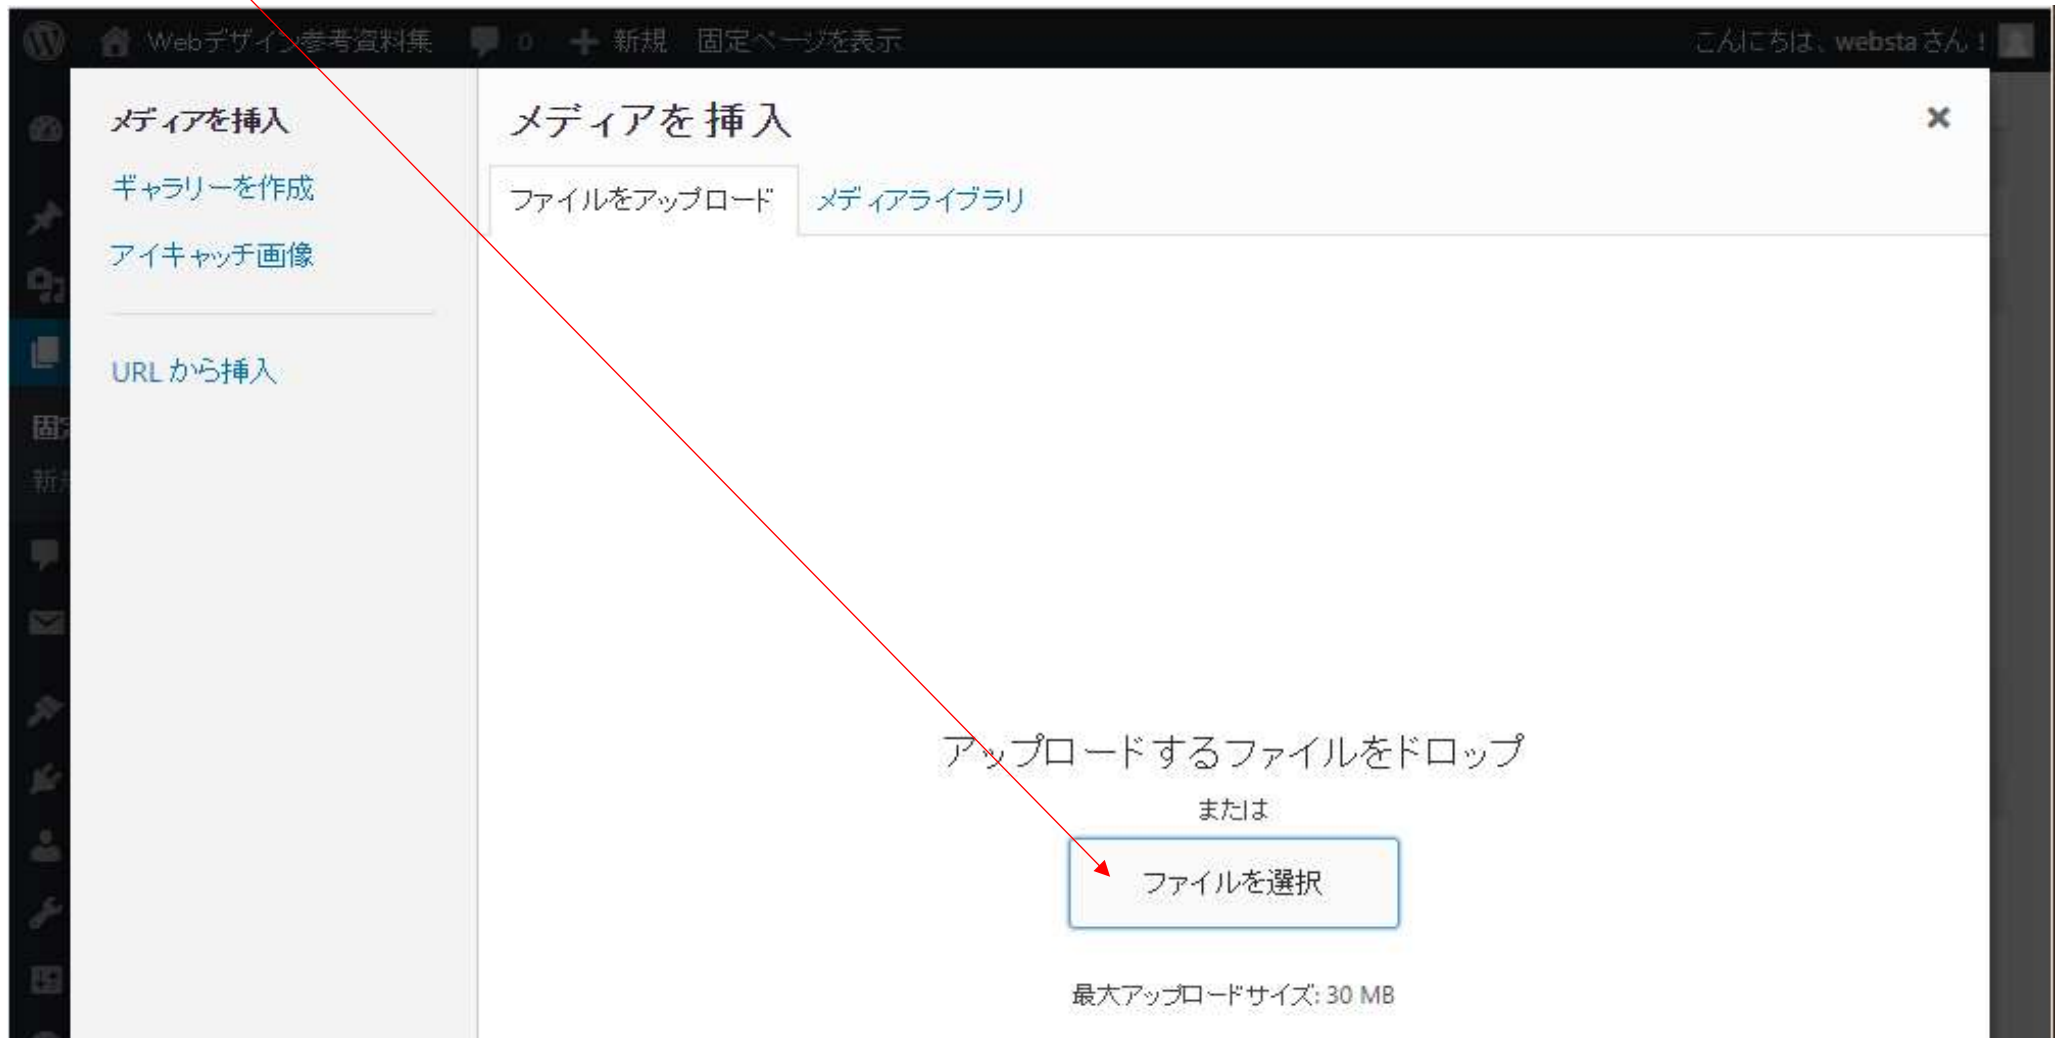 Webデザイン参考資料集 0 新規 固定ページを表示 こんにちは、websta さん！
メディアを挿入
ギャラリーを作成
アイキャッチ画像
URL から挿入
固定
新規
メディアを挿入 ×
ファイルをアップロード メディアライブラリ
アップロードするファイルをドロップ
または
ファイルを選択
最大アップロードサイズ: 30 MB